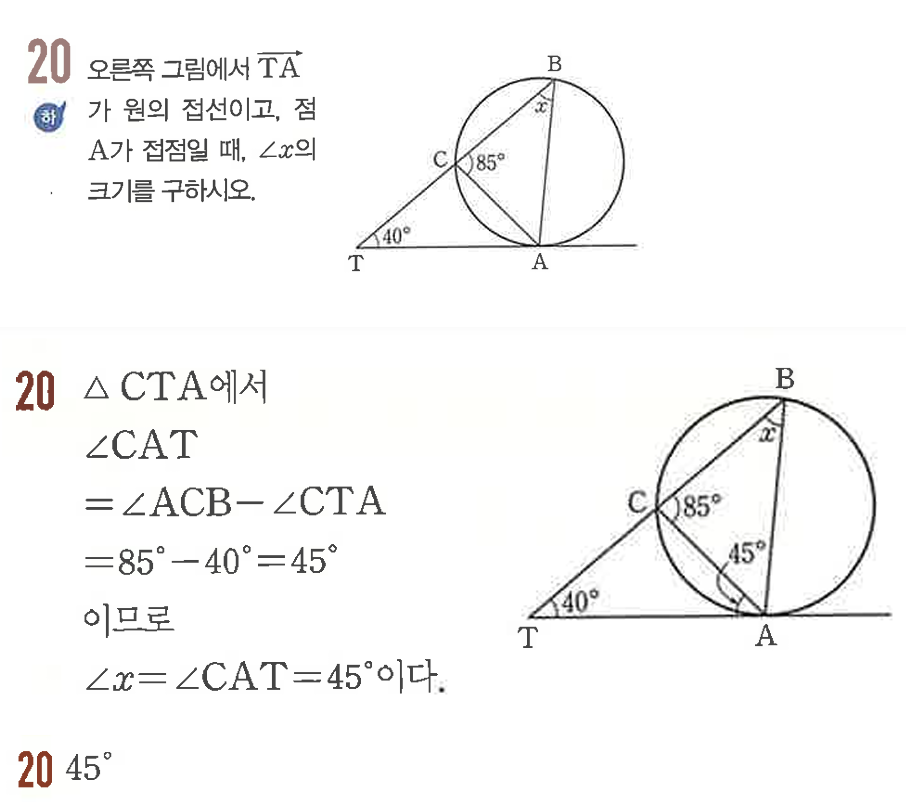 20 오른쪽 그림에서 TA
하 가 원의 접선이고, 점
A가 접점일 때, ∠x의
크기를 구하시오.
B
x
C 85°
40°
T A
20 △CTA에서
∠CAT
=∠ACB-∠CTA
=85°-40°=45°
이므로
∠x=∠CAT=45°이다.
B
x
C 85°
45°
40°
T A
20 45°